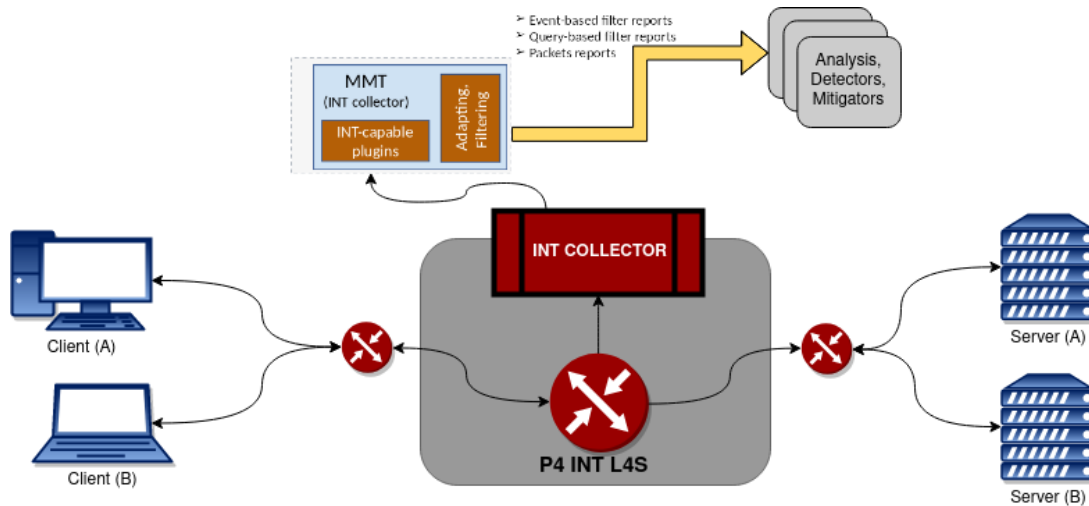 ➢ Event-based filter reports
➢ Query-based filter reports
➢ Packets reports
Analysis,
Detectors,
Mitigators
MMT
(INT collector)
INT-capable
plugins
Adapting,
Filtering
INT COLLECTOR
Client (A)
Server (A)
P4 INT L4S
Client (B)
Server (B)